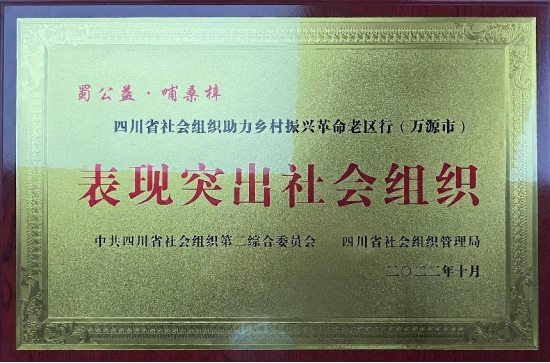 蜀公益·哺桑梓
四川省社会组织助力乡村振兴革命老区行（万源市）
表现突出社会组织
中共四川省社会组织第二综合委员会 四川省社会组织管理局
二〇二二年十月